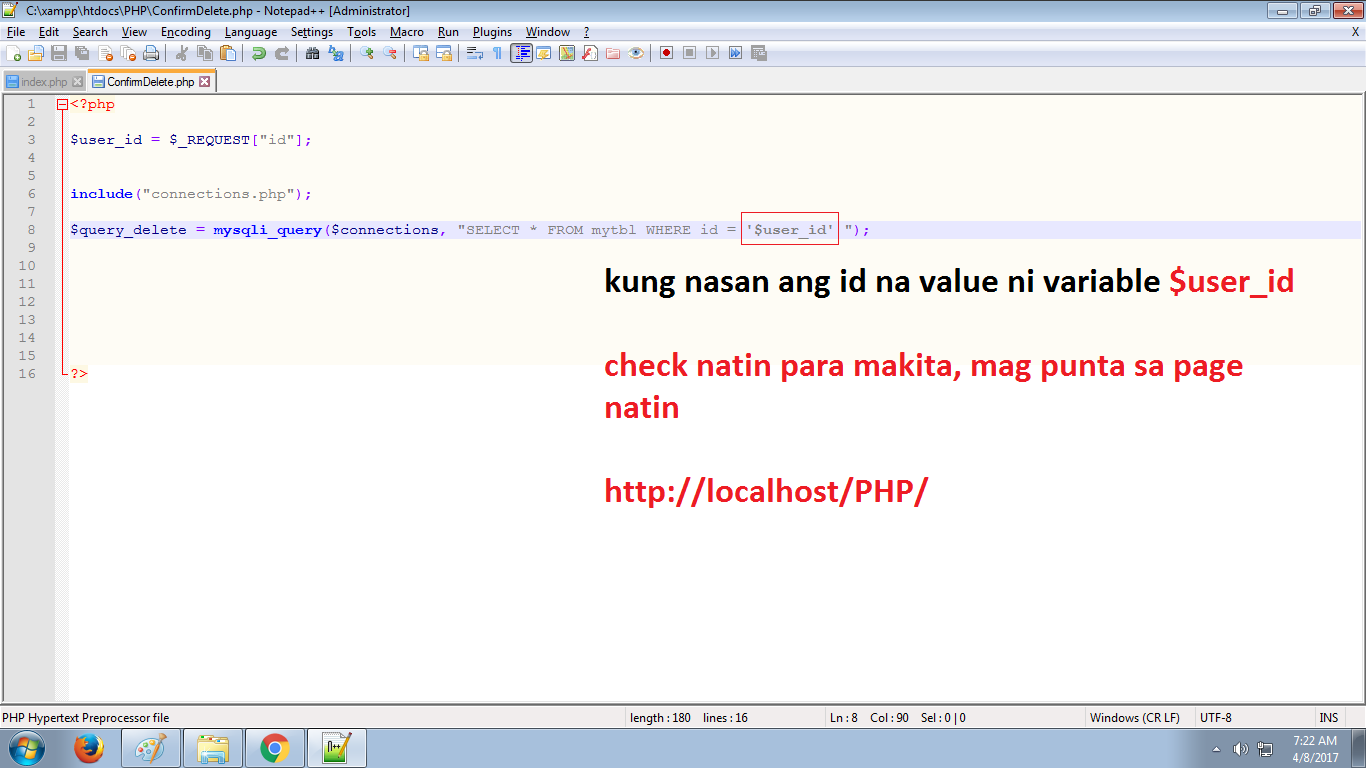 C:\xampp\htdocs\PHP\ConfirmDelete.php - Notepad++ [Administrator]
File Edit Search View Encoding Language Settings Tools Macro Run Plugins Window ? X
index.php ConfirmDelete.php
1 <?php
2
3 $user_id = $_REQUEST["id"];
4
5
6 include("connections.php");
7
8 $query_delete = mysqli_query($connections, "SELECT * FROM mytbl WHERE id = '$user_id' ");
9
10
kung nasan ang id na value ni variable $user_id
11
12
13
14
15
check natin para makita, mag punta sa page
16 ?>
natin
http://localhost/PHP/
PHP Hypertext Preprocessor file length : 180 lines : 16 Ln : 8 Col : 90 Sel : 0 | 0 Windows (CR LF) UTF-8 INS
7:22 AM
4/8/2017